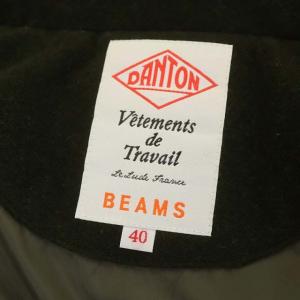 DANTON
Vêtements
de
Travail
Le Lude France
BEAMS
40